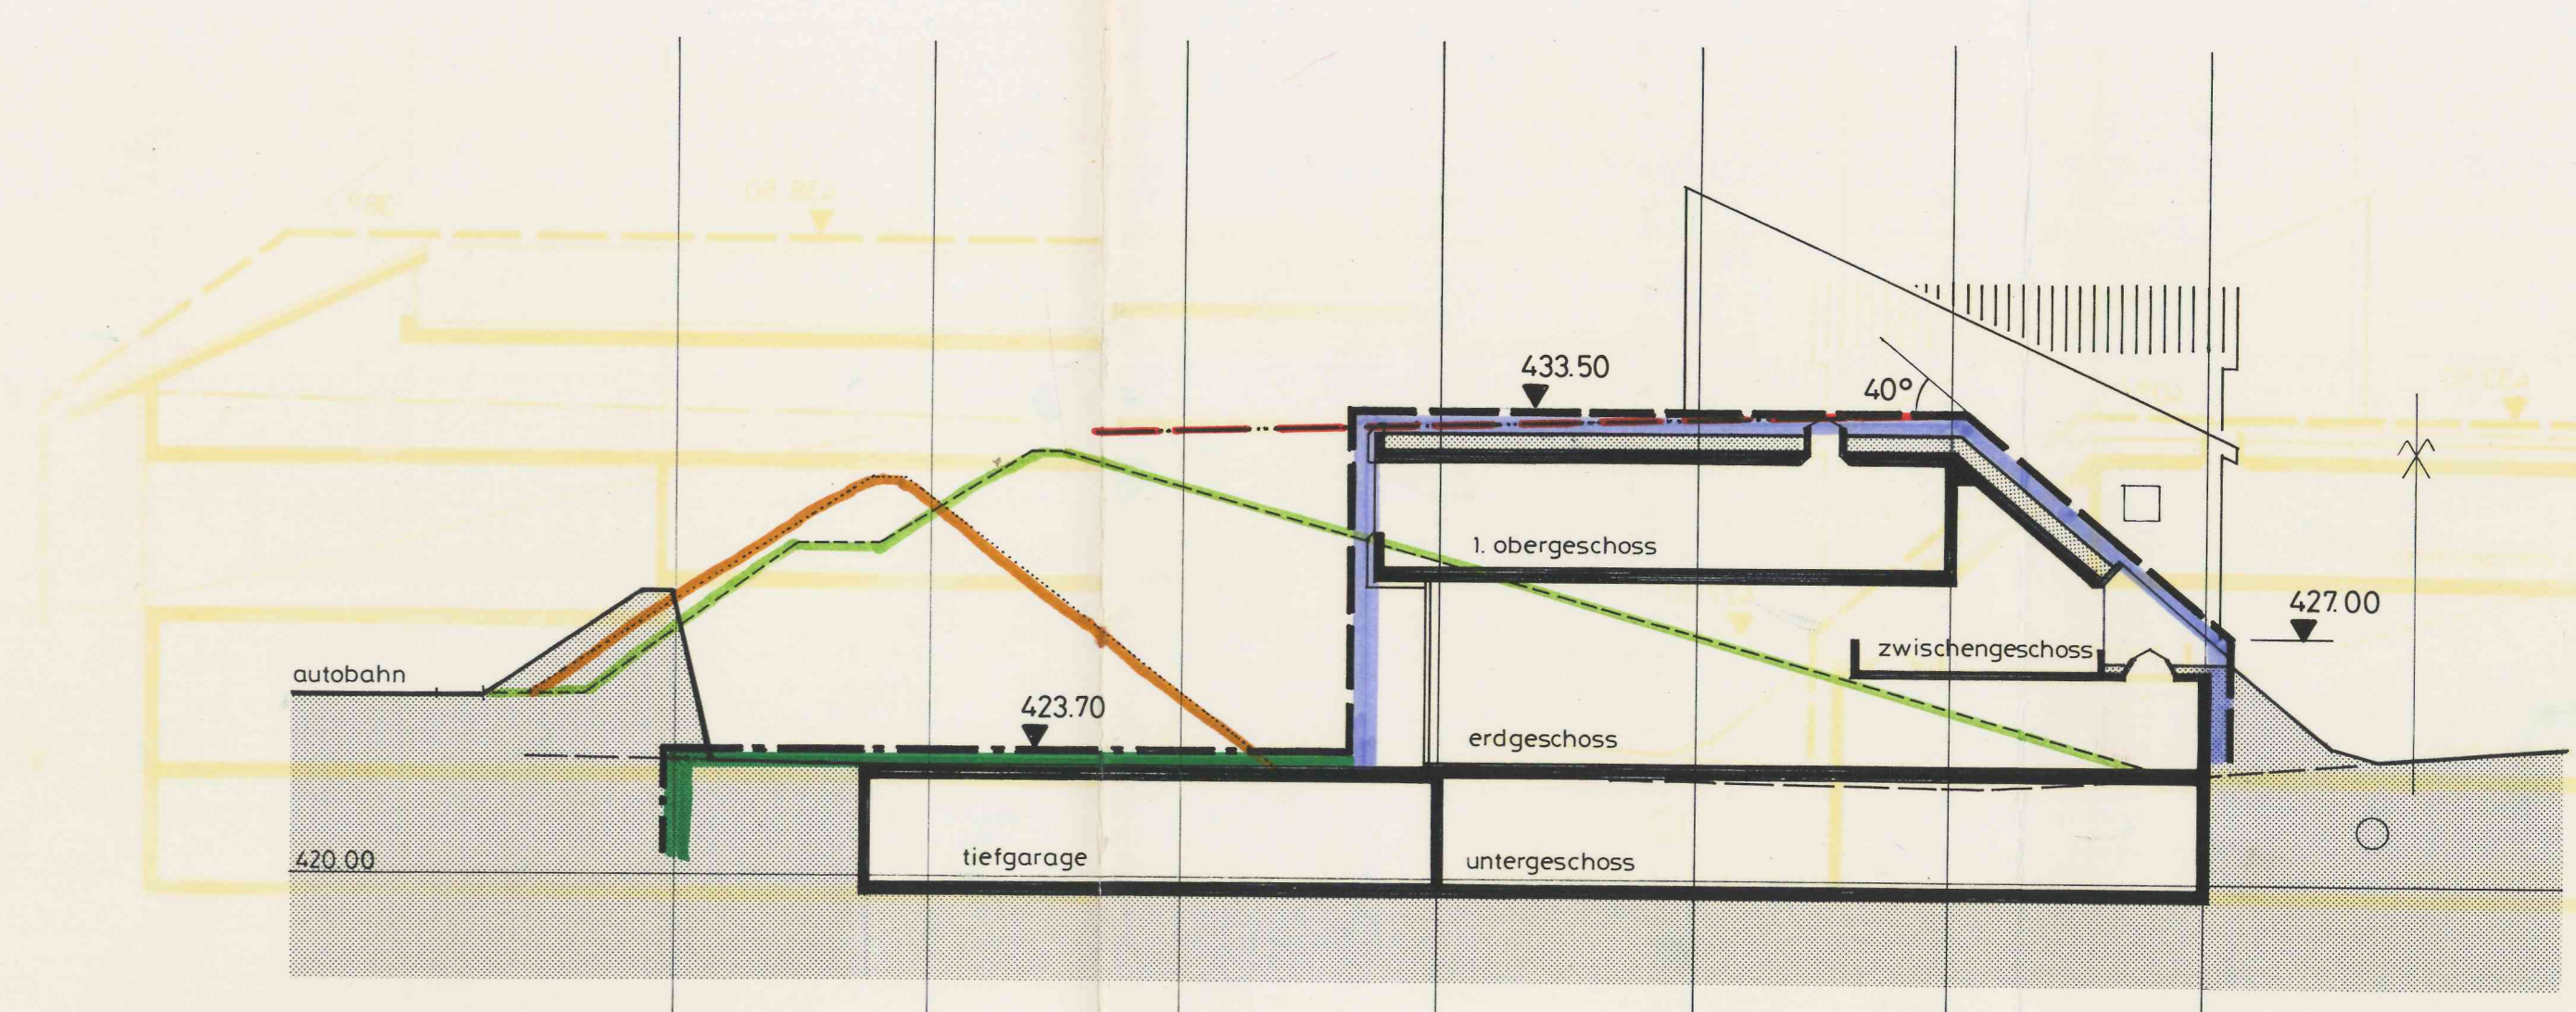 433.50
40°
1. obergeschoss
427.00
zwischengeschoss
autobahn
423.70
erdgeschoss
420.00
tiefgarage
untergeschoss